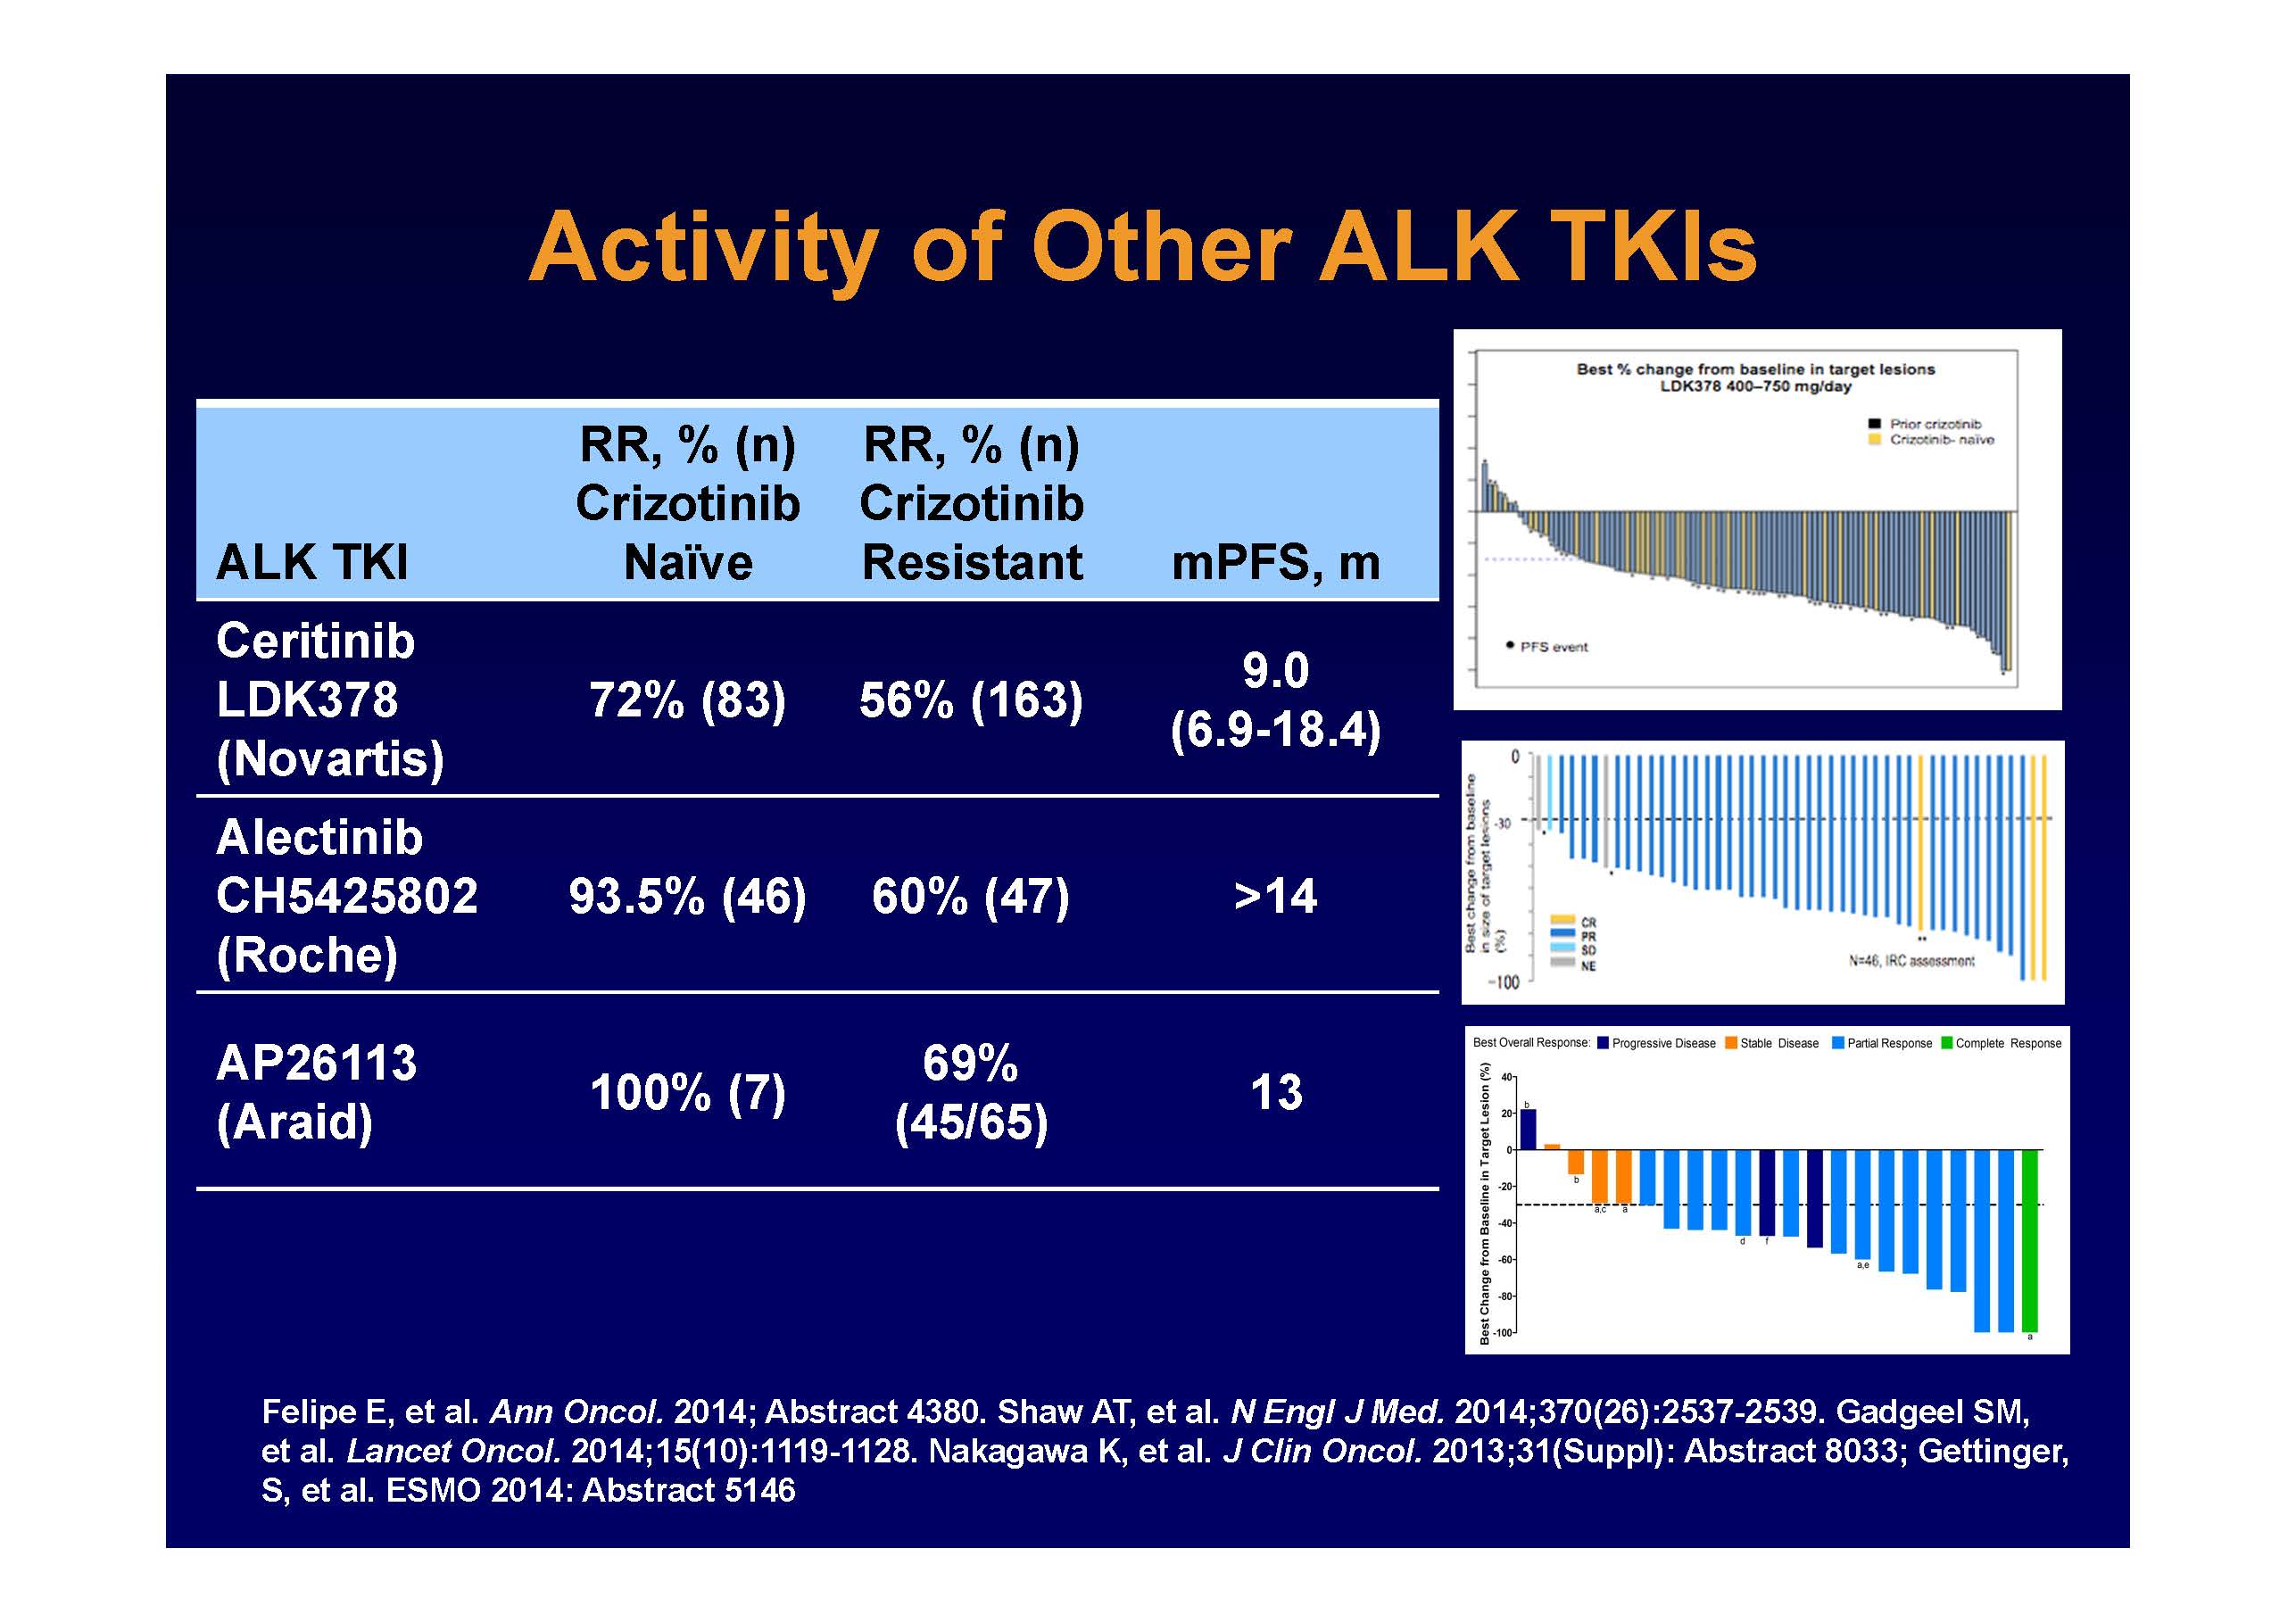 Activity of Other ALK TKIs
ALK TKI
RR, % (n)
Crizotinib
Naïve
RR, % (n)
Crizotinib
Resistant
mPFS, m
Ceritinib
LDK378
(Novartis)
72% (83)
56% (163)
9.0
(6.9-18.4)
Alectinib
CH5425802
(Roche)
93.5% (46)
60% (47)
>14
AP26113
(Araid)
100% (7)
69%
(45/65)
13
Best % change from baseline in target lesions
LDK378 400–750 mg/day
Prior crizotinib
Crizotinib- naïve
PFS event
Best change from baseline
in size of target lesions
(%)
0
-30
-100
CR
PR
SD
NE
N=46, IRC assessment
Best Overall Response: Progressive Disease Stable Disease Partial Response Complete Response
Best Change from Baseline in Target Lesion (%)
40
20
0
-20
-40
-60
-80
-100
b
b
a,c
a
d
f
a,e
a
Felipe E, et al. Ann Oncol. 2014; Abstract 4380. Shaw AT, et al. N Engl J Med. 2014;370(26):2537-2539. Gadgeel SM,
et al. Lancet Oncol. 2014;15(10):1119-1128. Nakagawa K, et al. J Clin Oncol. 2013;31(Suppl): Abstract 8033; Gettinger,
S, et al. ESMO 2014: Abstract 5146